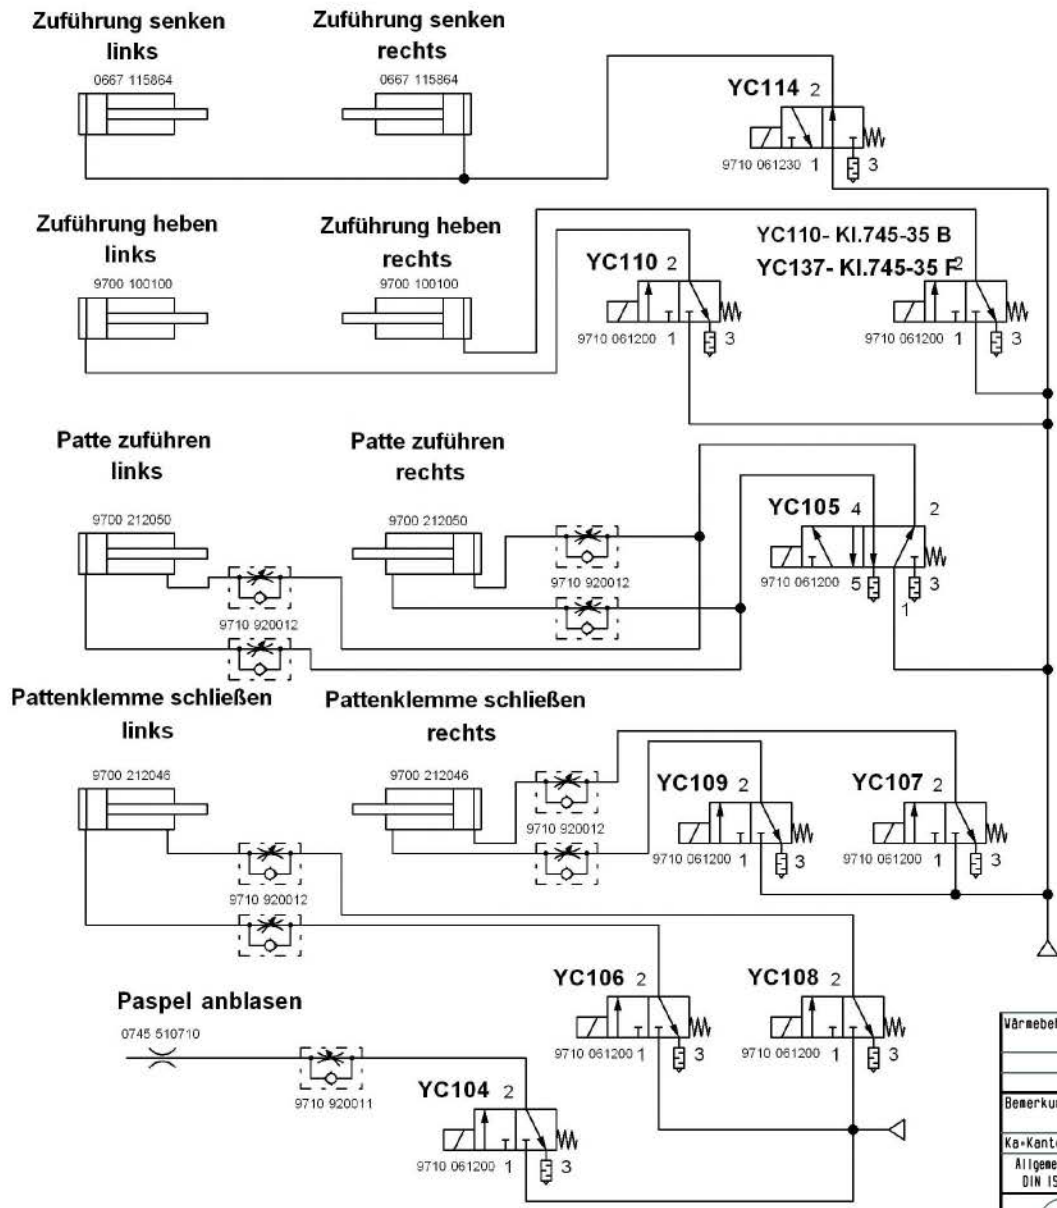 Zuführung senken
links
0667 115864
Zuführung senken
rechts
0667 115864
YC114 2
9710 061230 1 3
Zuführung heben
links
9700 100100
Zuführung heben
rechts
9700 100100
YC110 2
9710 061200 1 3
YC110- Kl.745-35 B
YC137- Kl.745-35 F
2
9710 061200 1 3
Patte zuführen
links
9700 212050
Patte zuführen
rechts
9700 212050
9710 920012
9710 920012
YC105 4 2
9710 061200 5 3
1
Pattenklemme schließen
links
9700 212046
Pattenklemme schließen
rechts
9700 212046
9710 920012
9710 920012
YC109 2
9710 061200 1 3
YC107 2
9710 061200 1 3
YC106 2
9710 061200 1 3
YC108 2
9710 061200 1 3
Paspel anblasen
0745 510710
9710 920011
YC104 2
9710 061200 1 3
Ka=Kant
Allgeme
DIN IS